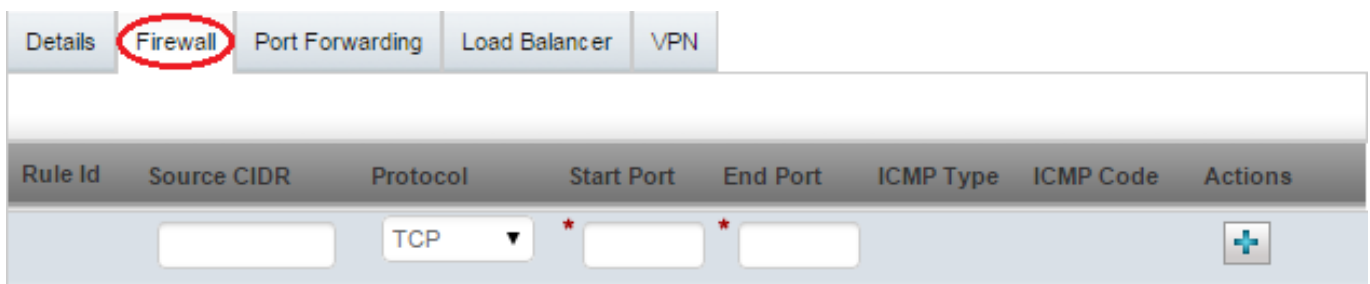 Details Firewall Port Forwarding Load Balancer VPN
Rule Id Source CIDR Protocol Start Port End Port ICMP Type ICMP Code Actions
TCP * *